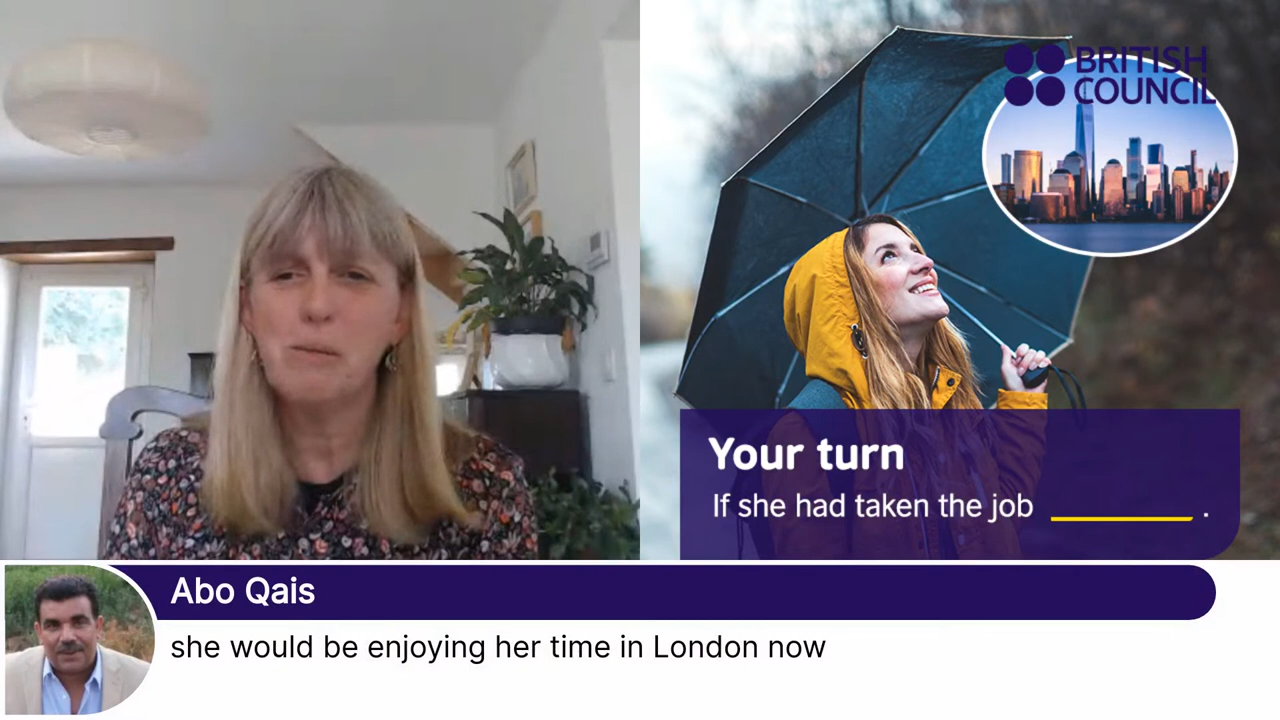 BRITISH
COUNCIL
Your turn
If she had taken the job ________ .
Abo Qais
she would be enjoying her time in London now